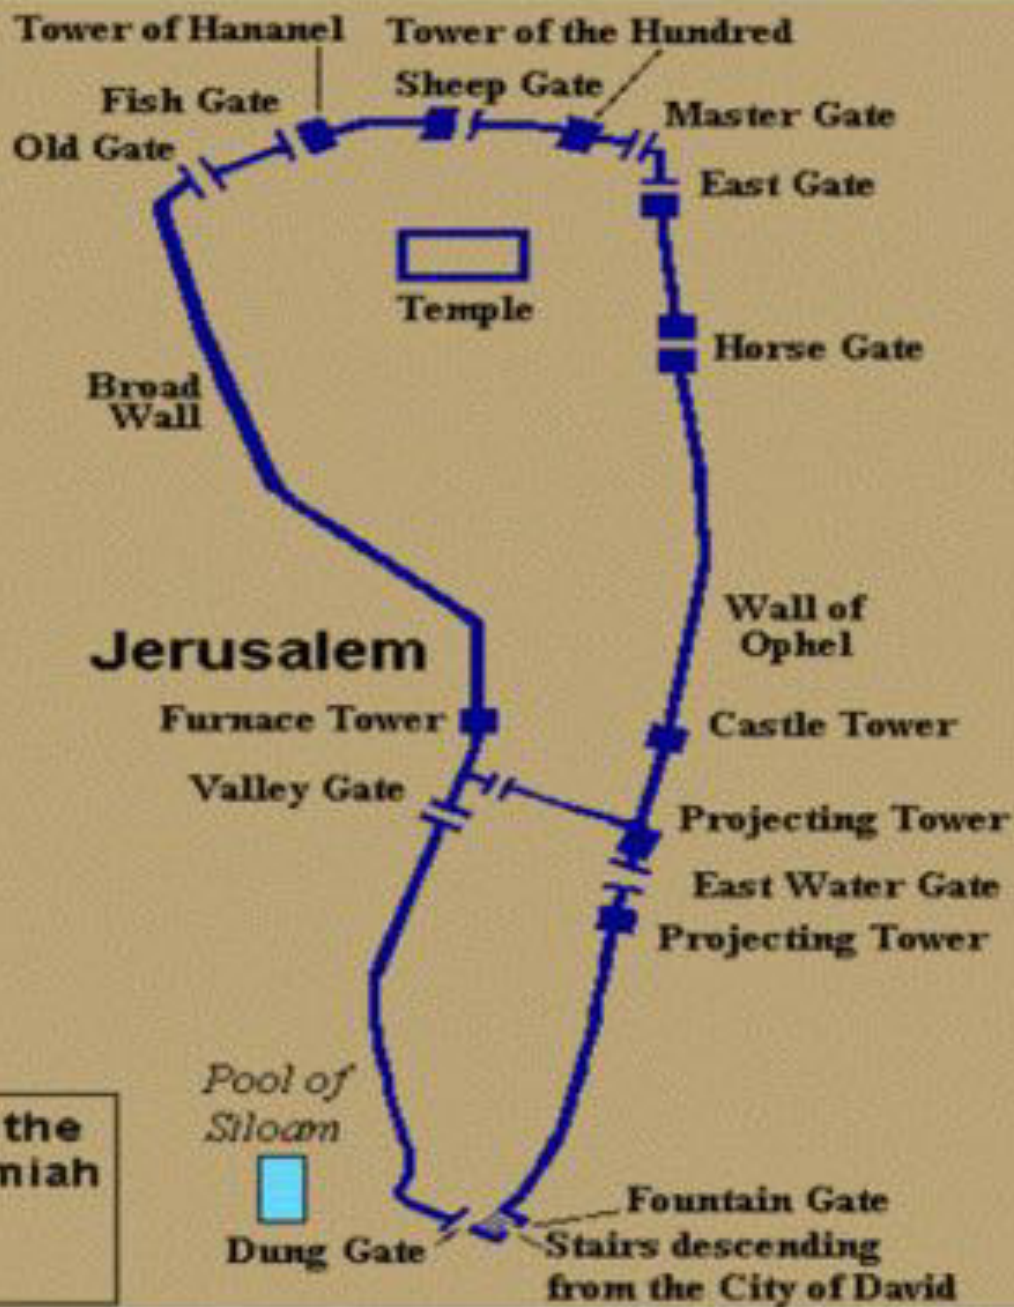 Tower of Hananel
Tower of the Hundred
Sheep Gate
Fish Gate
Master Gate
Old Gate
East Gate
Temple
Horse Gate
Broad
Wall
Wall of
Ophel
Jerusalem
Furnace Tower
Castle Tower
Valley Gate
Projecting Tower
East Water Gate
Projecting Tower
Pool of
Siloam
the
miah
Fountain Gate
Dung Gate
Stairs descending
from the City of David